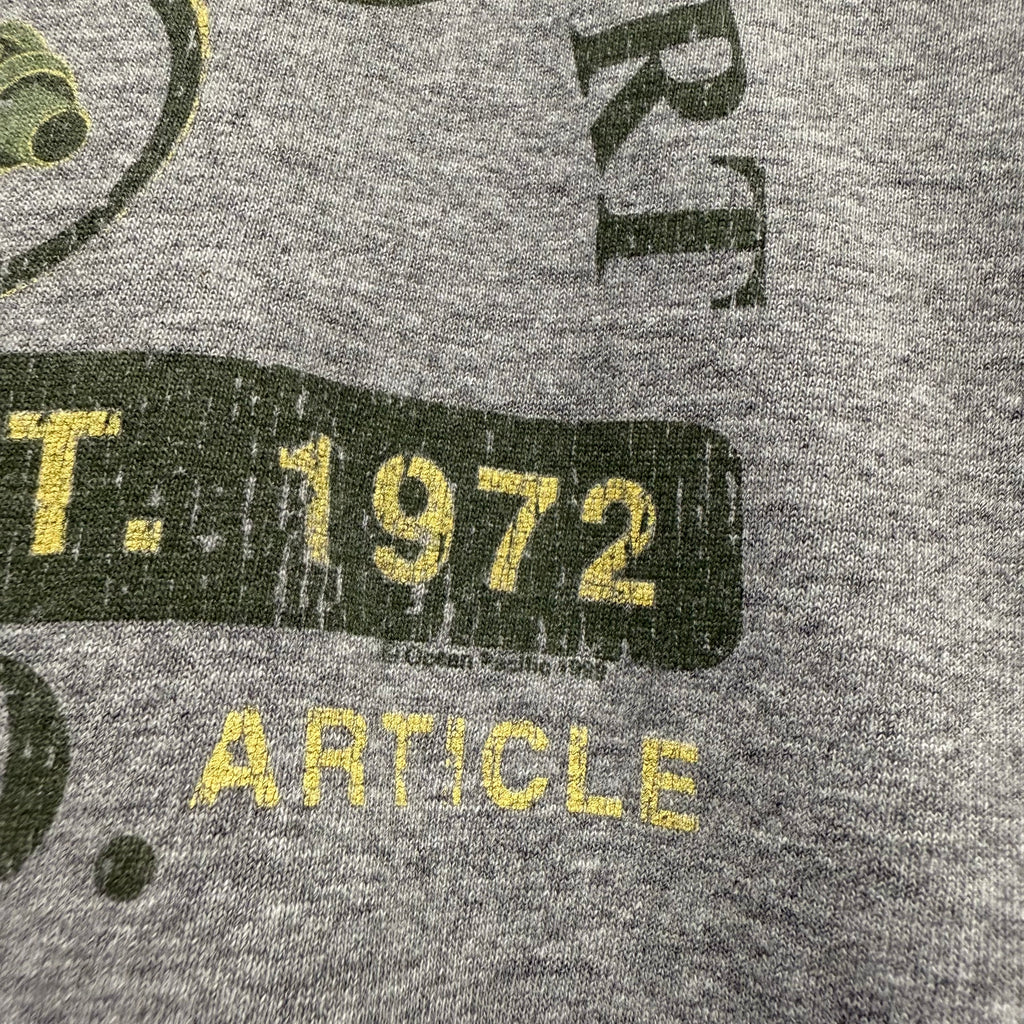 RT
T. 1972
Ocean Pacific
ARTICLE